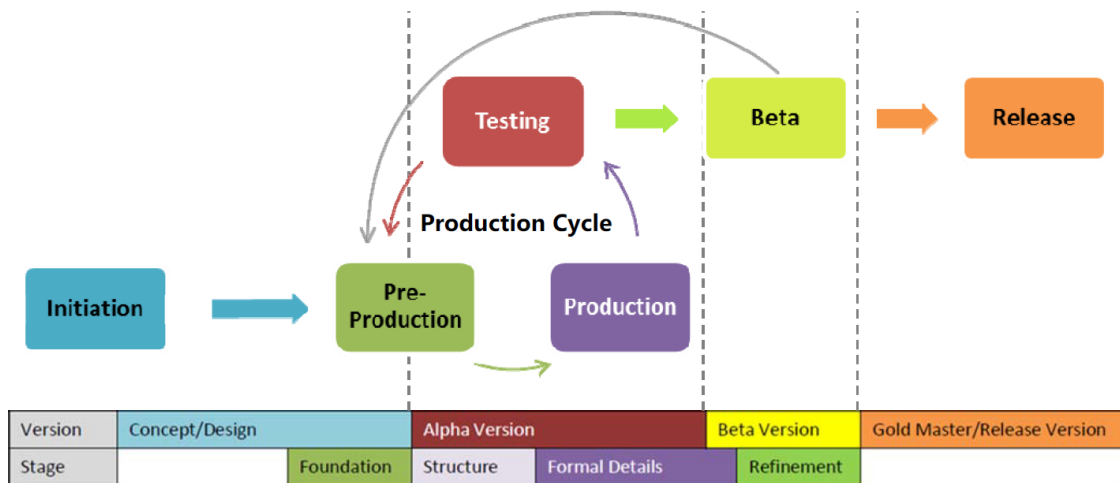 Testing
Beta
Release
Production Cycle
Initiation
Pre-
Production
Production
Version Concept/Design Alpha Version Beta Version Gold Master/Release Version
Stage Foundation Structure Formal Details Refinement